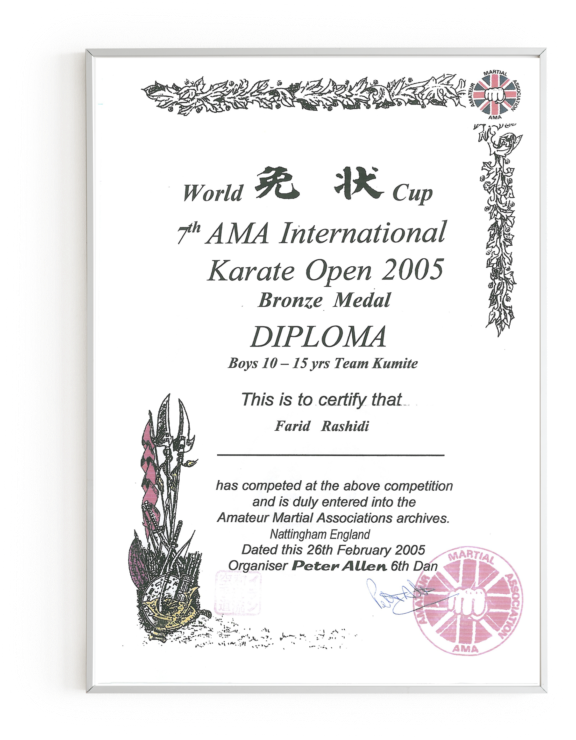 AMATEUR MARTIAL ASSOCIATION
AMA
World 免 状 Cup
7th AMA International
Karate Open 2005
Bronze Medal
DIPLOMA
Boys 10 – 15 yrs Team Kumite
This is to certify that
Farid Rashidi
has competed at the above competition
and is duly entered into the
Amateur Martial Associations archives.
Nattingham England
Dated this 26th February 2005
Organiser Peter Allen 6th Dan
AMATEUR MARTIAL ASSOCIATION
AMA